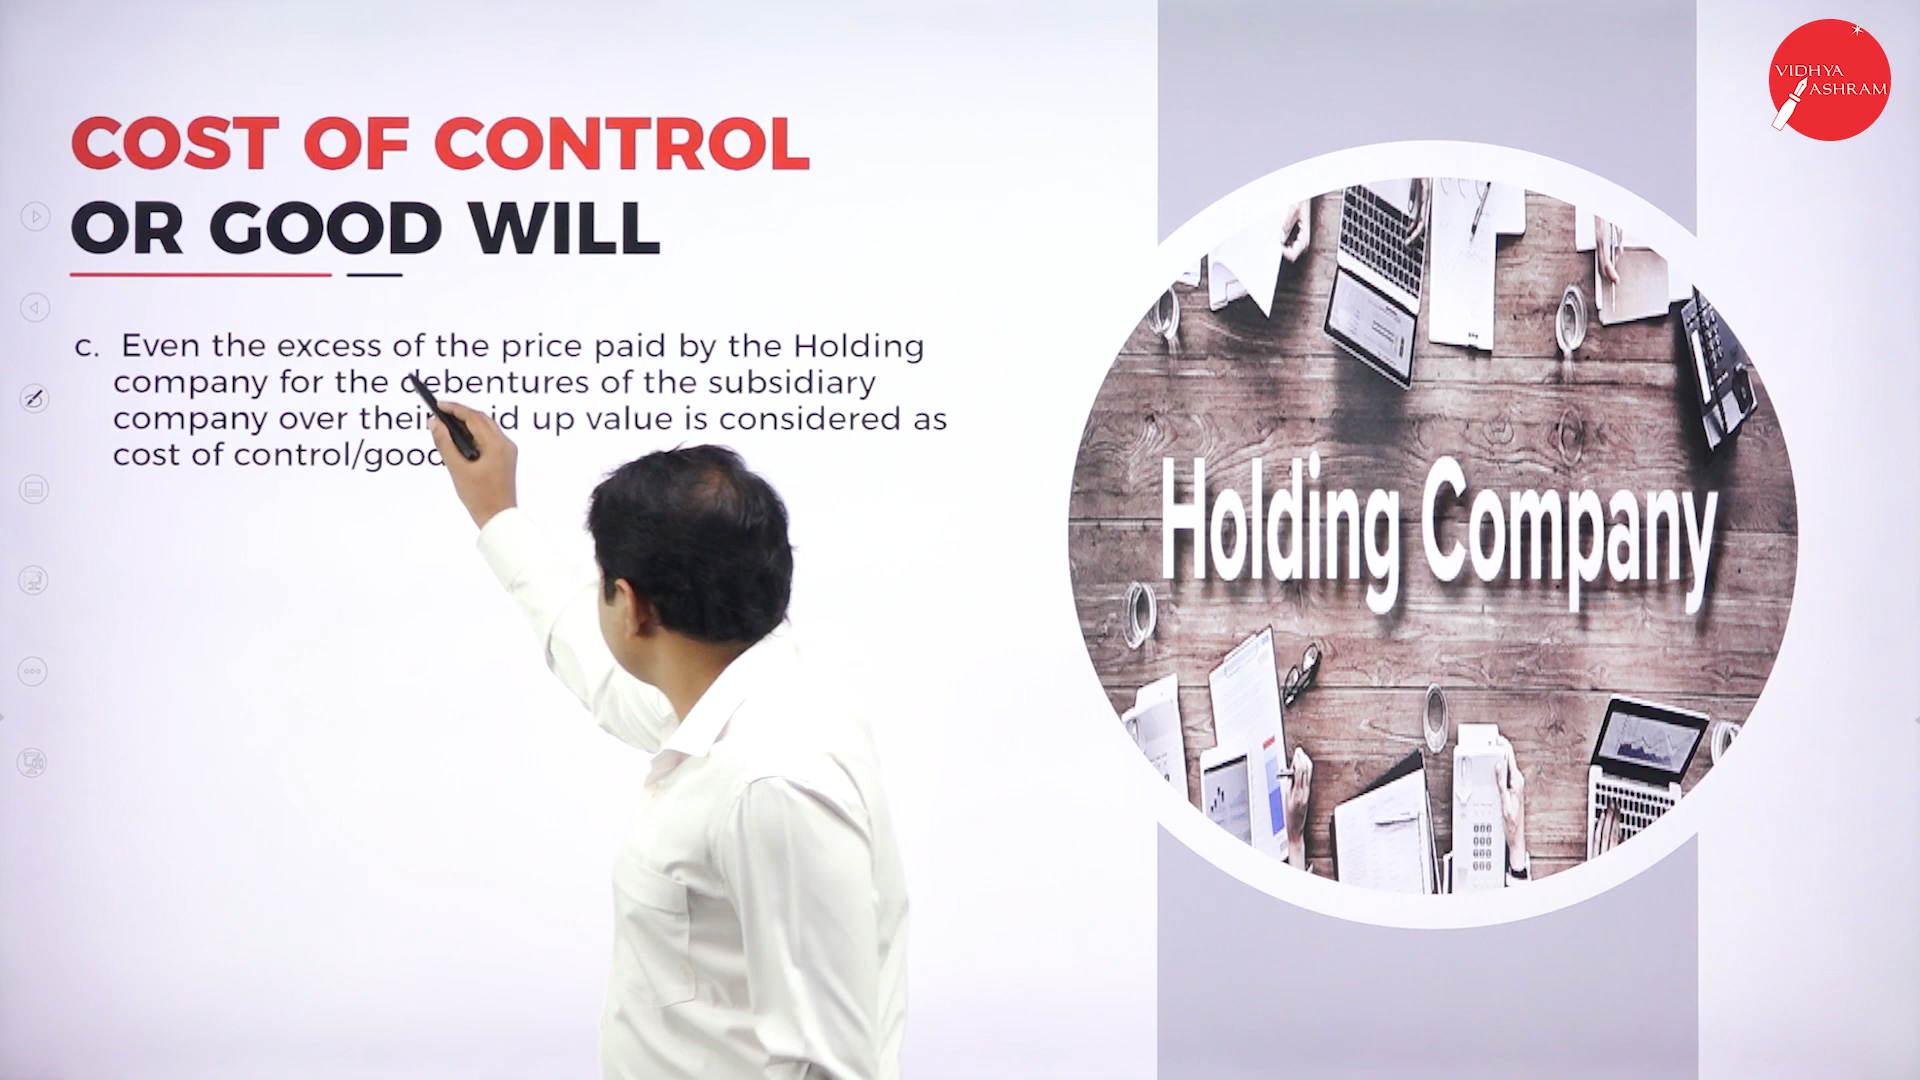 VIDHYA
ASHRAM
COST OF CONTROL
OR GOOD WILL
c. Even the excess of the price paid by the Holding
company for the debentures of the subsidiary
company over their up value is considered as
cost of control/good
Holding Company